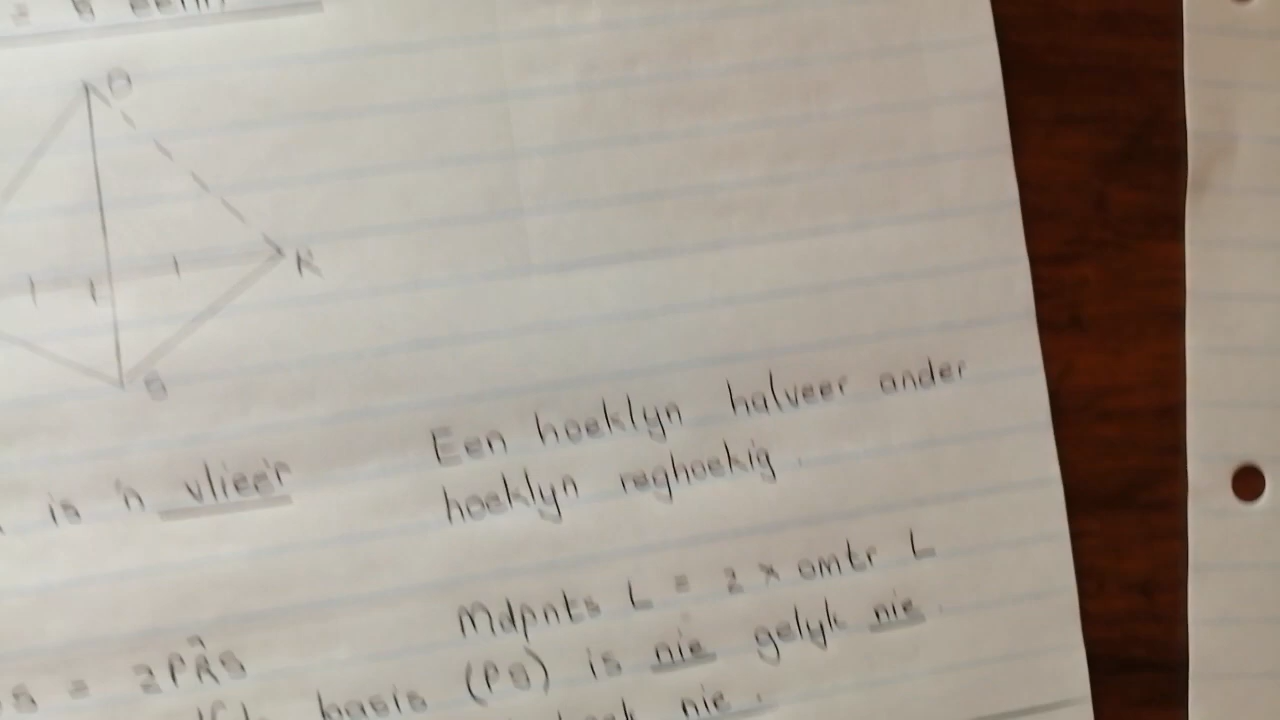 O
K
S
is 'n vlieër
Een hoeklyn halveer ander
hoeklyn reghoekig.
= 2PR̂S
Mdpnts L = 2 x omtr L
basis (PS) is nie gelyk nie.
nie.